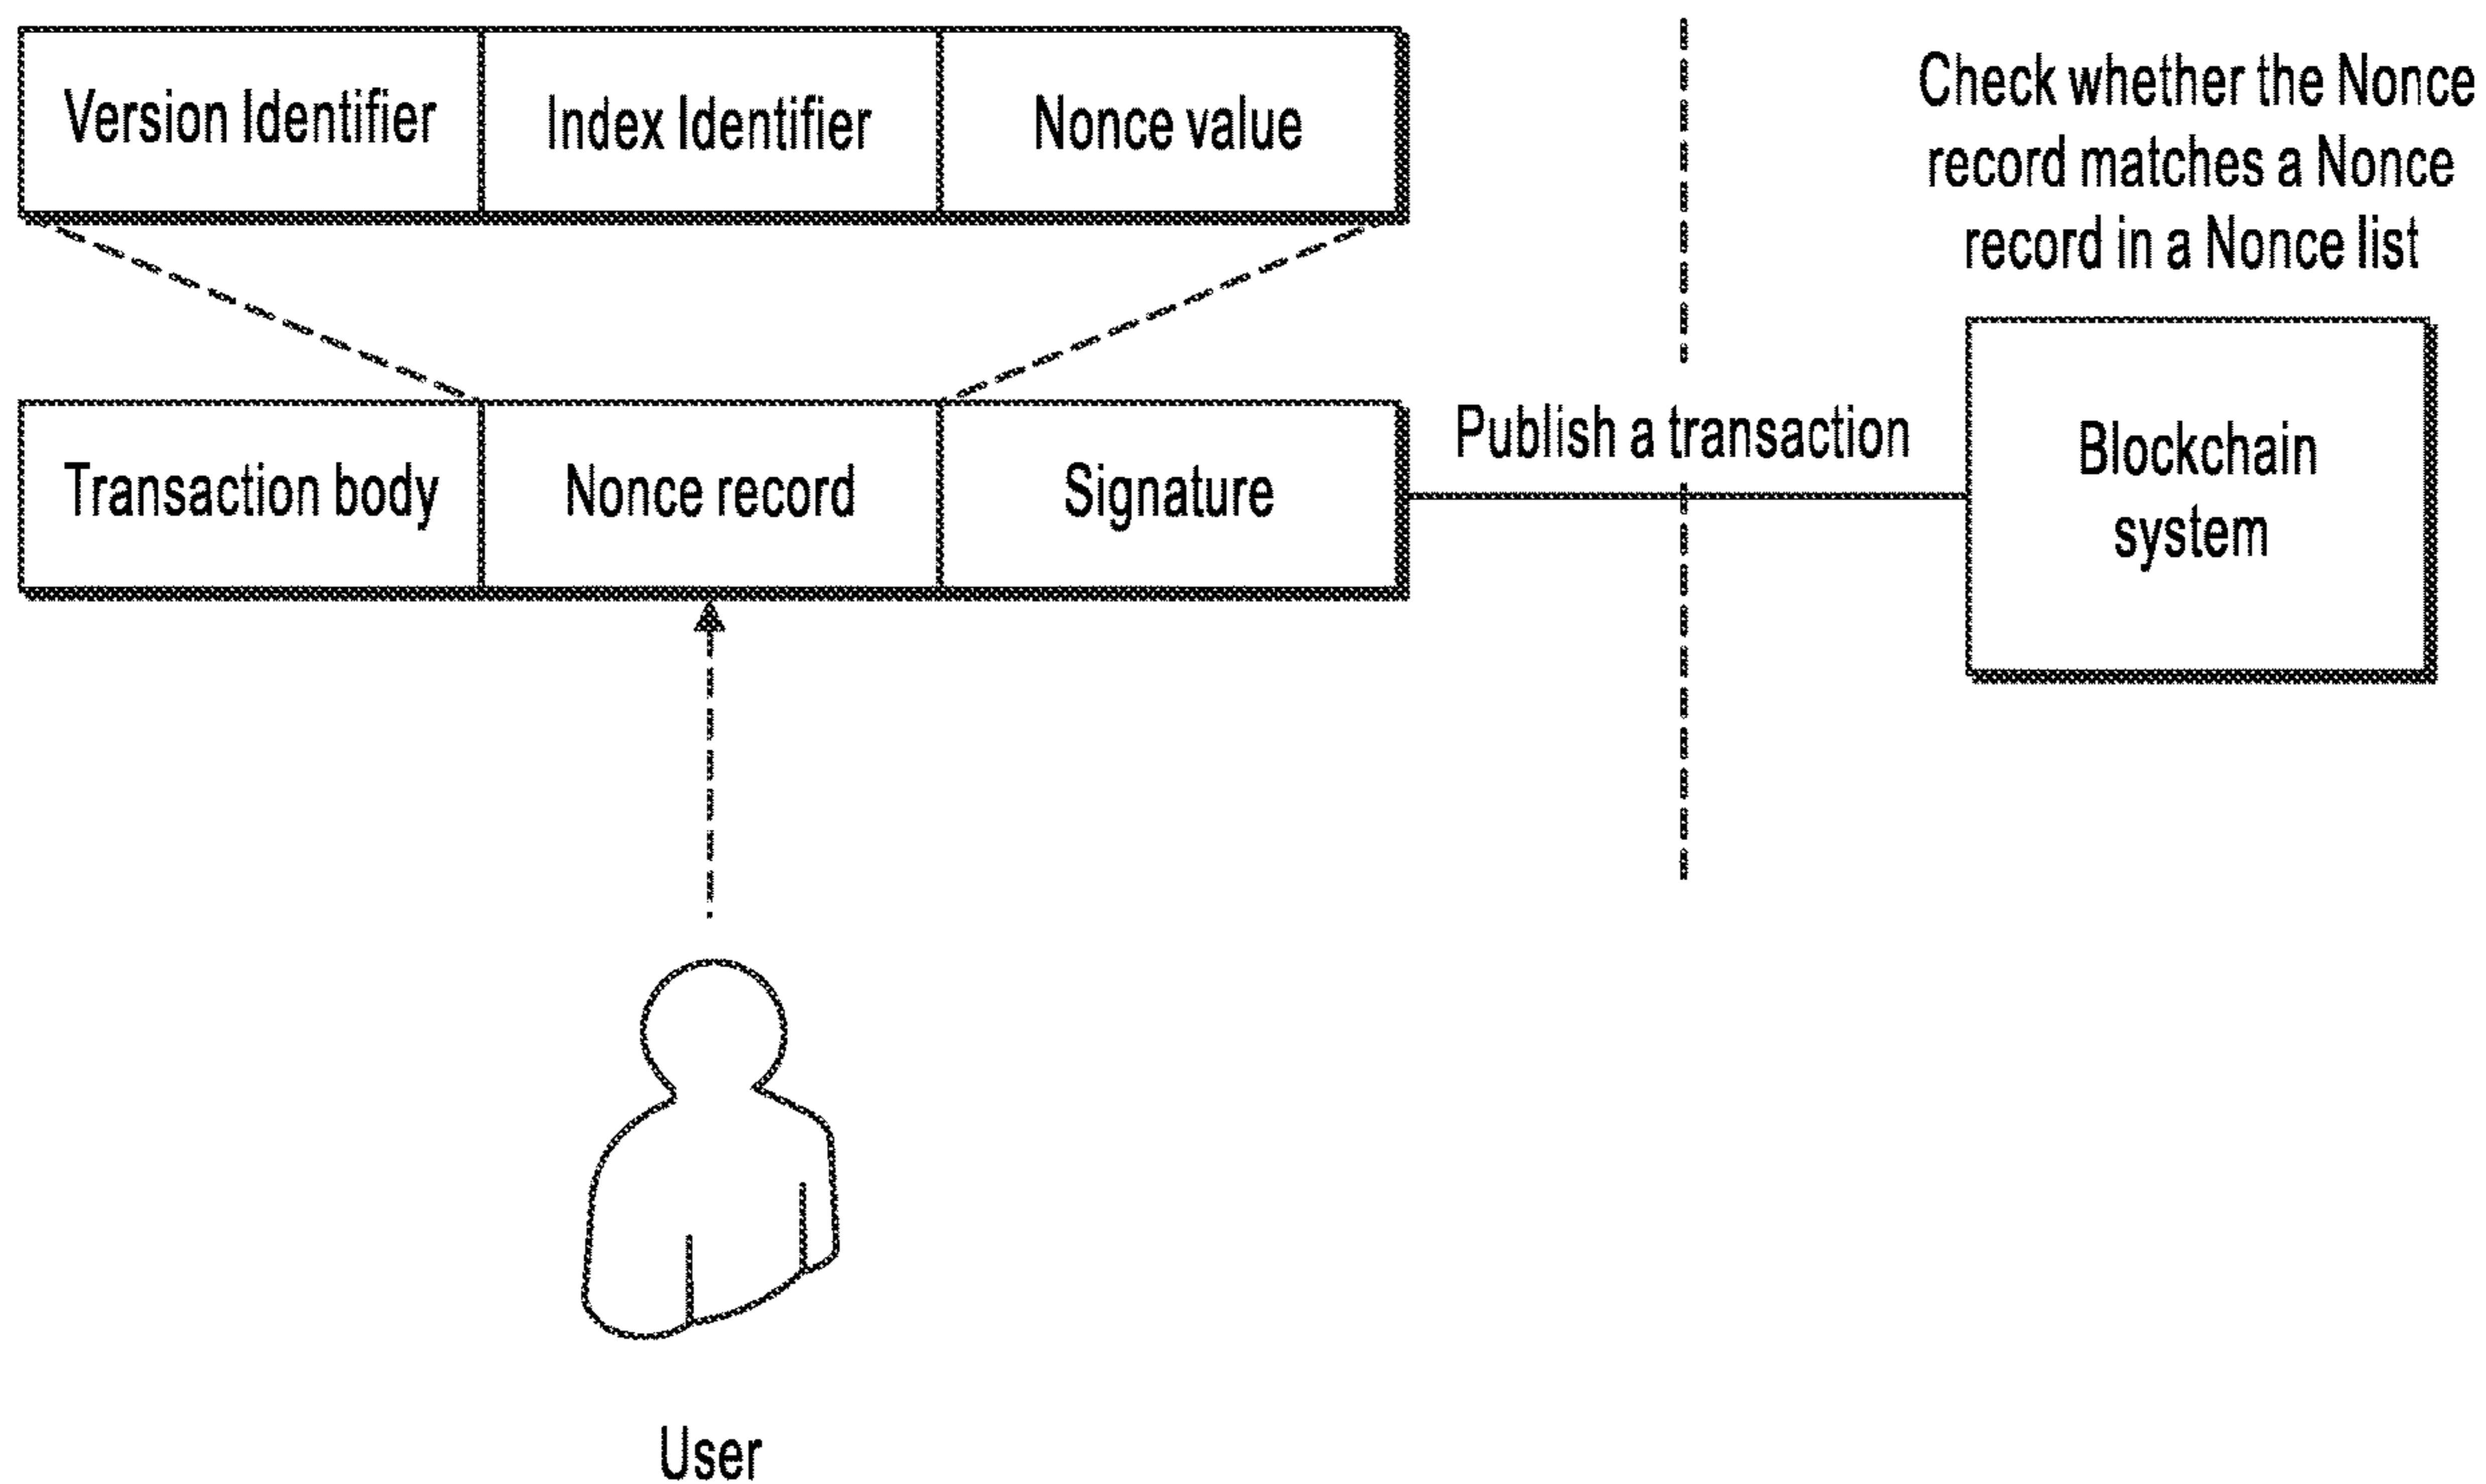 Version Identifier
Index Identifier
Nonce value
Check whether the Nonce
record matches a Nonce
record in a Nonce list
Transaction body
Nonce record
Signature
Publish a transaction
Blockchain
system
User